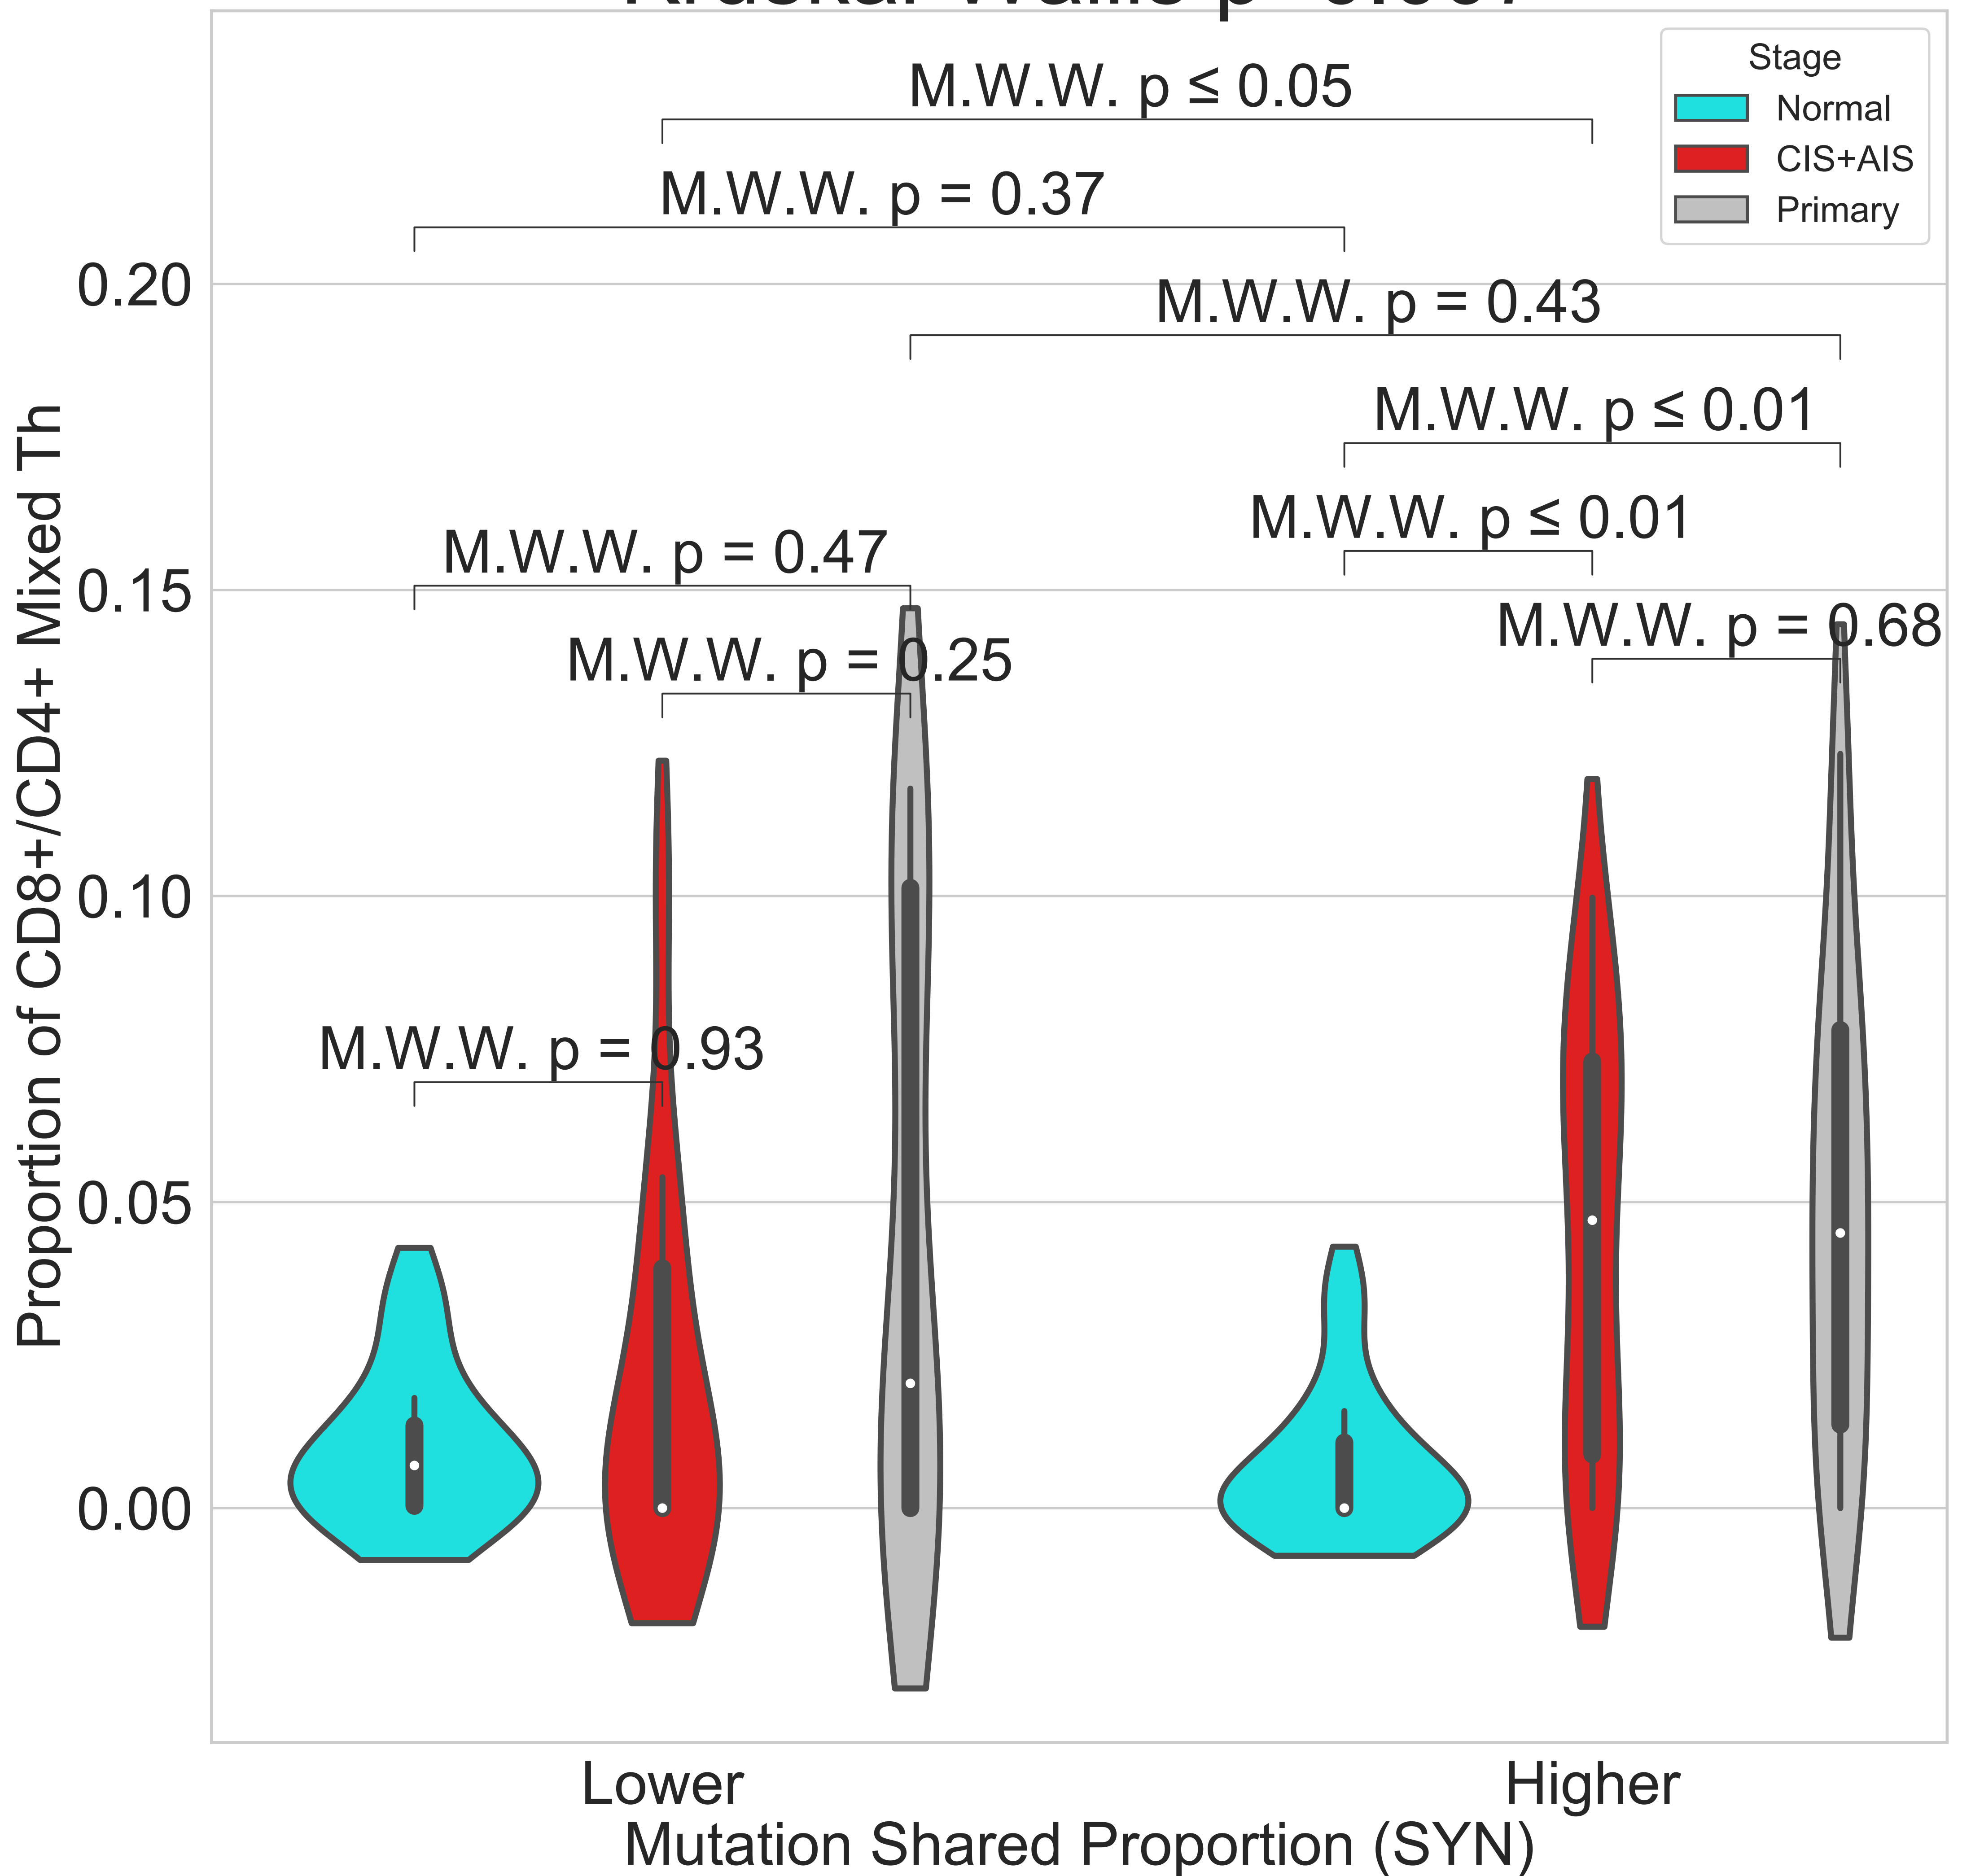 M.W.W. p ≤ 0.05
Stage
Normal
CIS+AIS
Primary
M.W.W. p = 0.37
M.W.W. p = 0.43
M.W.W. p ≤ 0.01
M.W.W. p ≤ 0.01
M.W.W. p = 0.47
M.W.W. p = 0.68
M.W.W. p = 0.25
M.W.W. p = 0.93
Proportion of CD8+/CD4+ Mixed Th
0.20
0.15
0.10
0.05
0.00
Lower
Higher
Mutation Shared Proportion (SYN)